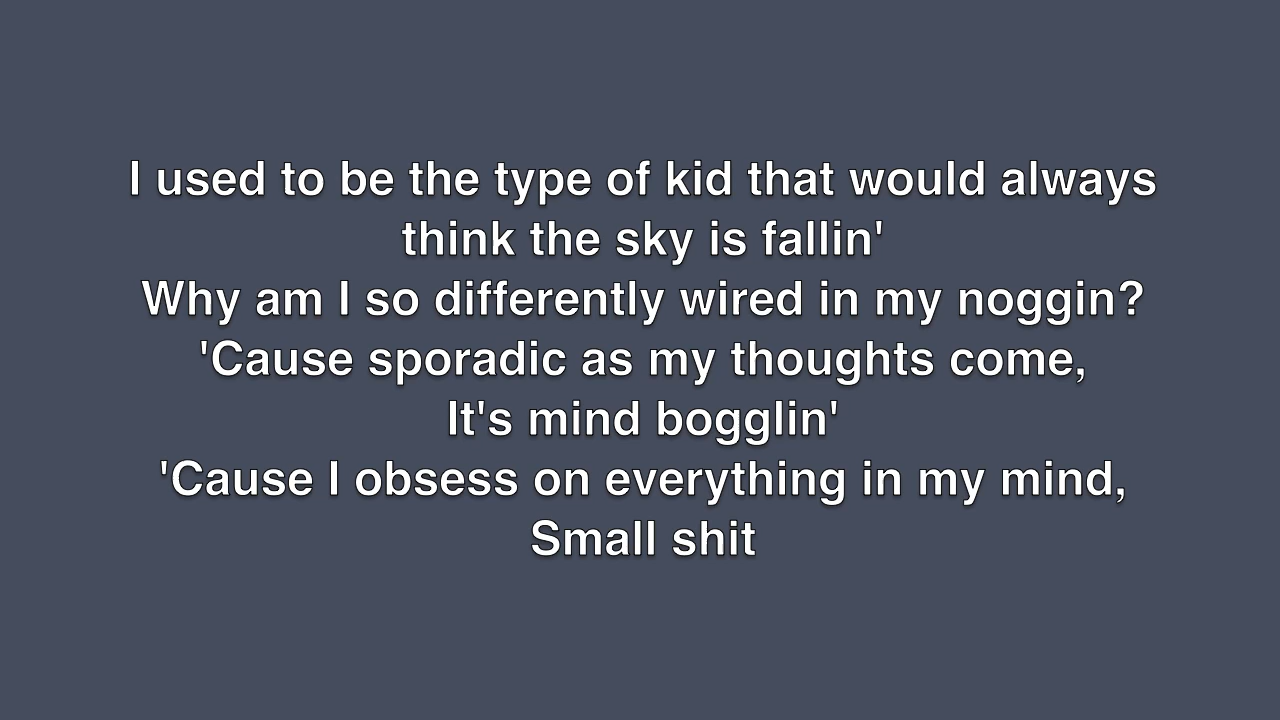 I used to be the type of kid that would always
think the sky is fallin'
Why am I so differently wired in my noggin?
'Cause sporadic as my thoughts come,
It's mind bogglin'
'Cause I obsess on everything in my mind,
Small shit